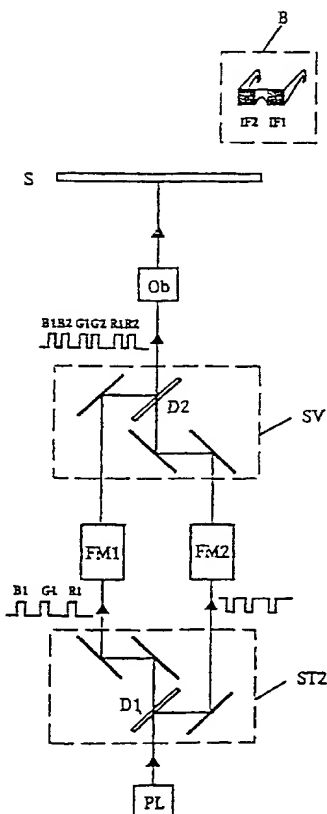 B
IF2 IF1
S
Ob
B1B2 G1G2 R1R2
D2
SV
FM1
FM2
B1 G1 R1
D1
ST2
PL